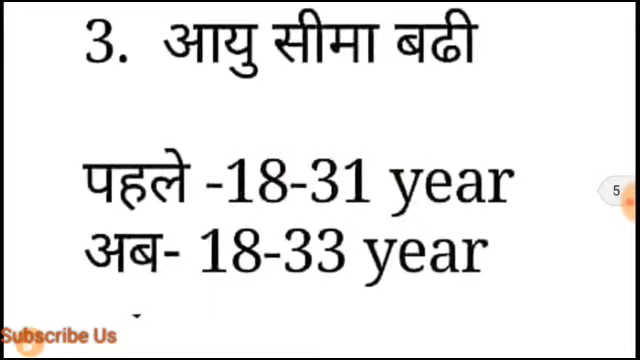 3. आयु सीमा बढी
पहले -18-31 year
5
अब- 18-33 year
Subscribe Us